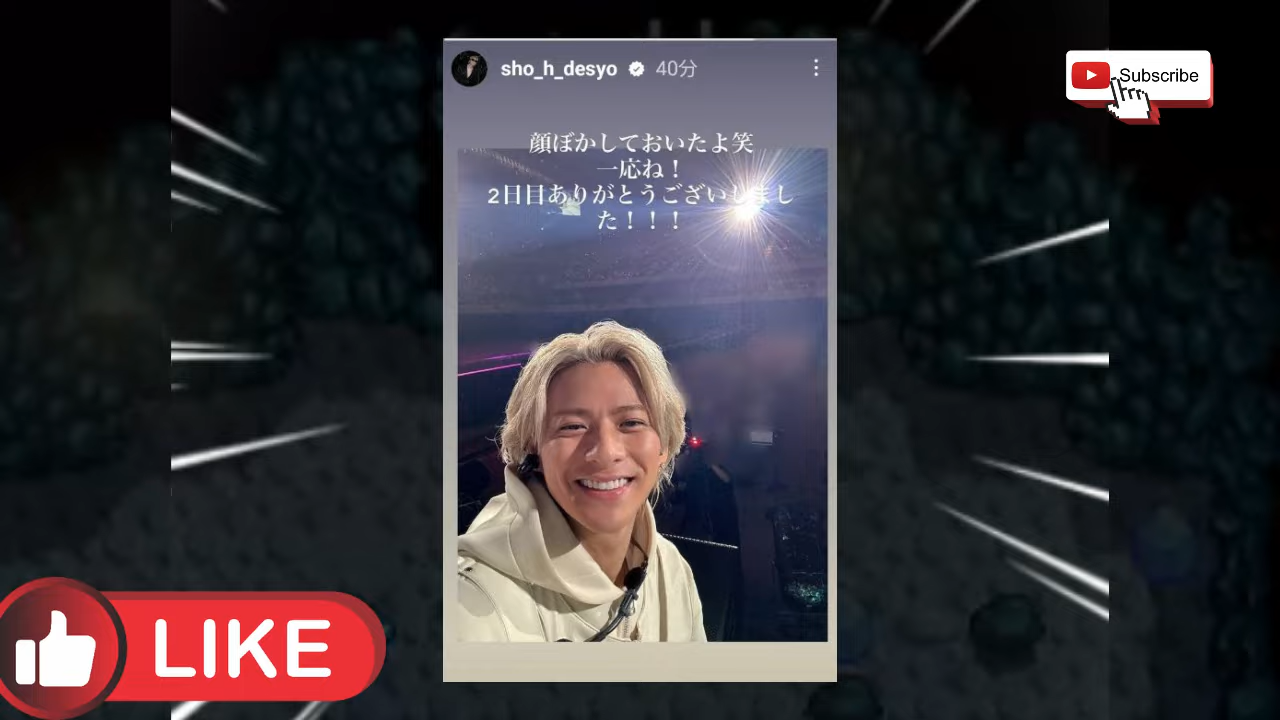 sho_h_desyo 40分
Subscribe
顔ぼかしておいたよ笑
一応ね！
2日目ありがとうございしまし
た！！！
LIKE